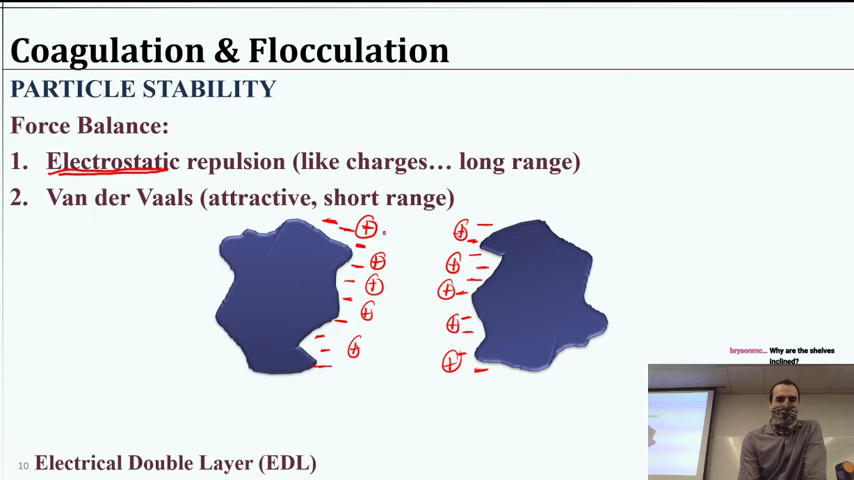 Coagulation & Flocculation
PARTICLE STABILITY
Force Balance:
1. Electrostatic repulsion (like charges… long range)
2. Van der Vaals (attractive, short range)
brysonmc… Why are the shelves
inclined?
10 Electrical Double Layer (EDL)